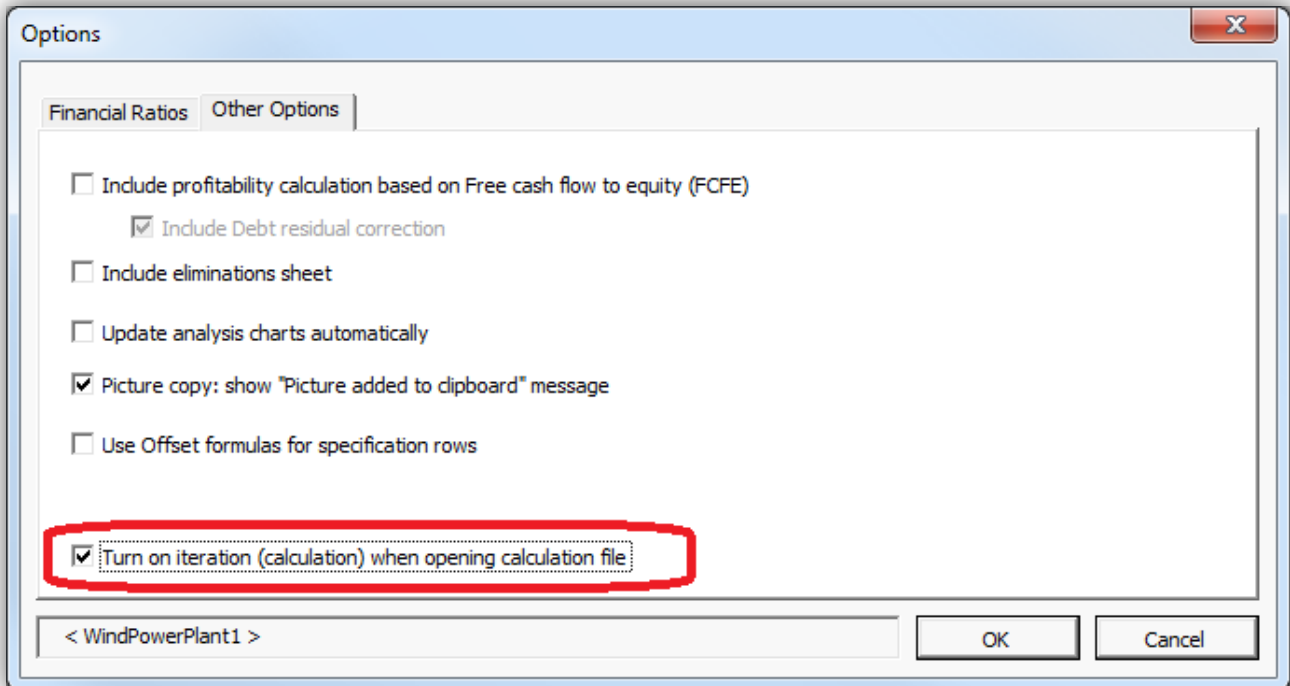 Options
Financial Ratios Other Options
Include profitability calculation based on Free cash flow to equity (FCFE)
Include Debt residual correction
Include eliminations sheet
Update analysis charts automatically
Picture copy: show "Picture added to clipboard" message
Use Offset formulas for specification rows
Turn on iteration (calculation) when opening calculation file
< WindPowerPlant1 > OK Cancel